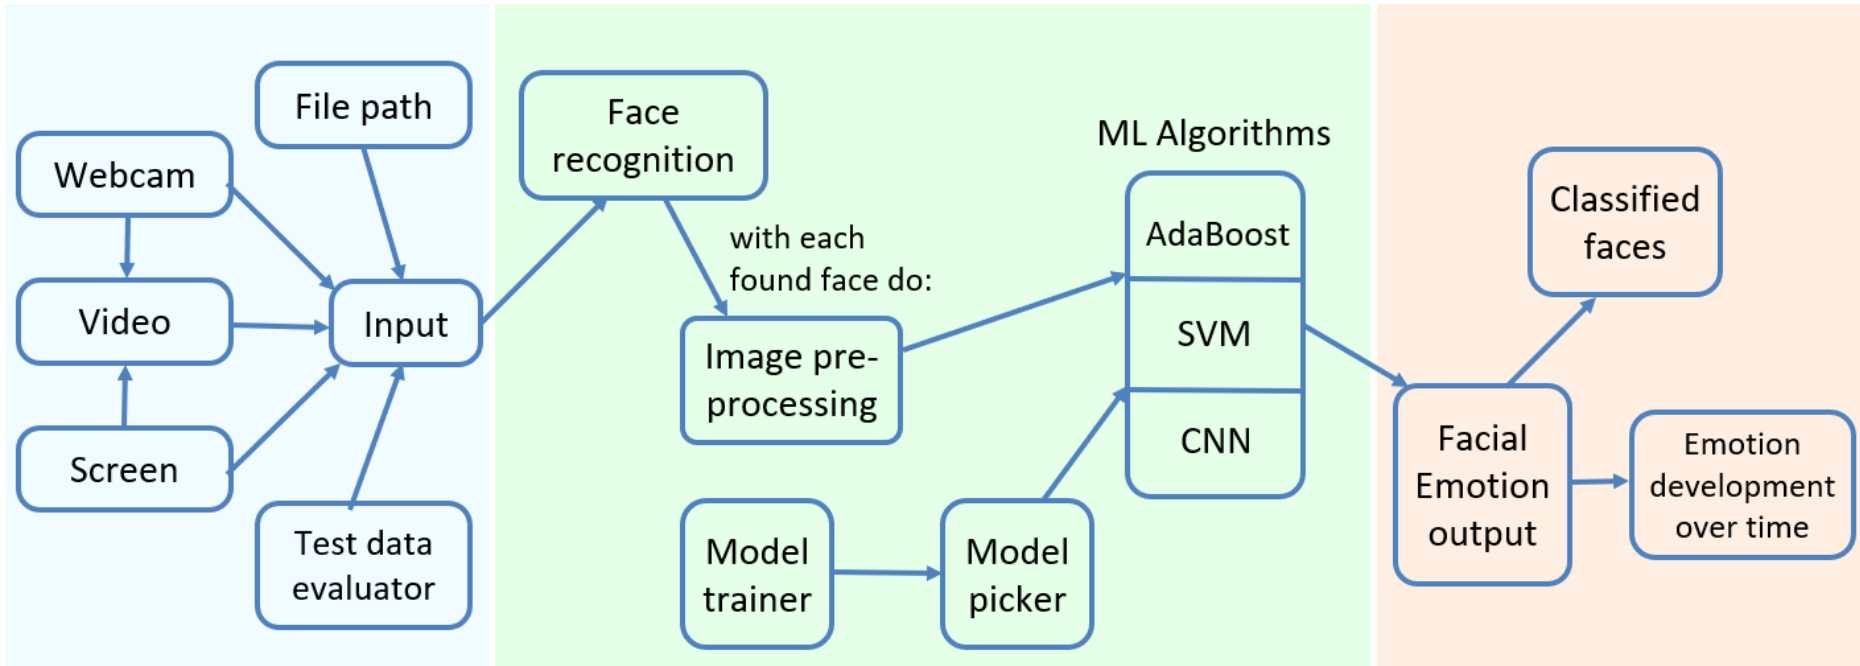 File path
Webcam
Video
Input
Screen
Test data
evaluator
Face
recognition
with each
found face do:
Image pre-
processing
Model
trainer
Model
picker
ML Algorithms
AdaBoost
SVM
CNN
Facial
Emotion
output
Classified
faces
Emotion
development
over time